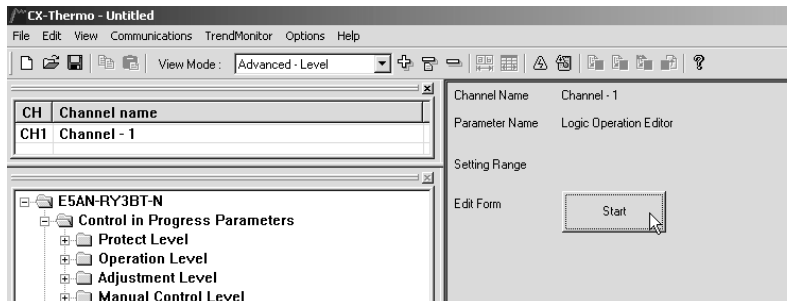 CX-Thermo - Untitled
File Edit View Communications TrendMonitor Options Help
View Mode : Advanced - Level
CH Channel name
CH1 Channel - 1
E5AN-RY3BT-N
Control in Progress Parameters
Protect Level
Operation Level
Adjustment Level
Manual Control Level
Channel Name Channel - 1
Parameter Name Logic Operation Editor
Setting Range
Edit Form Start